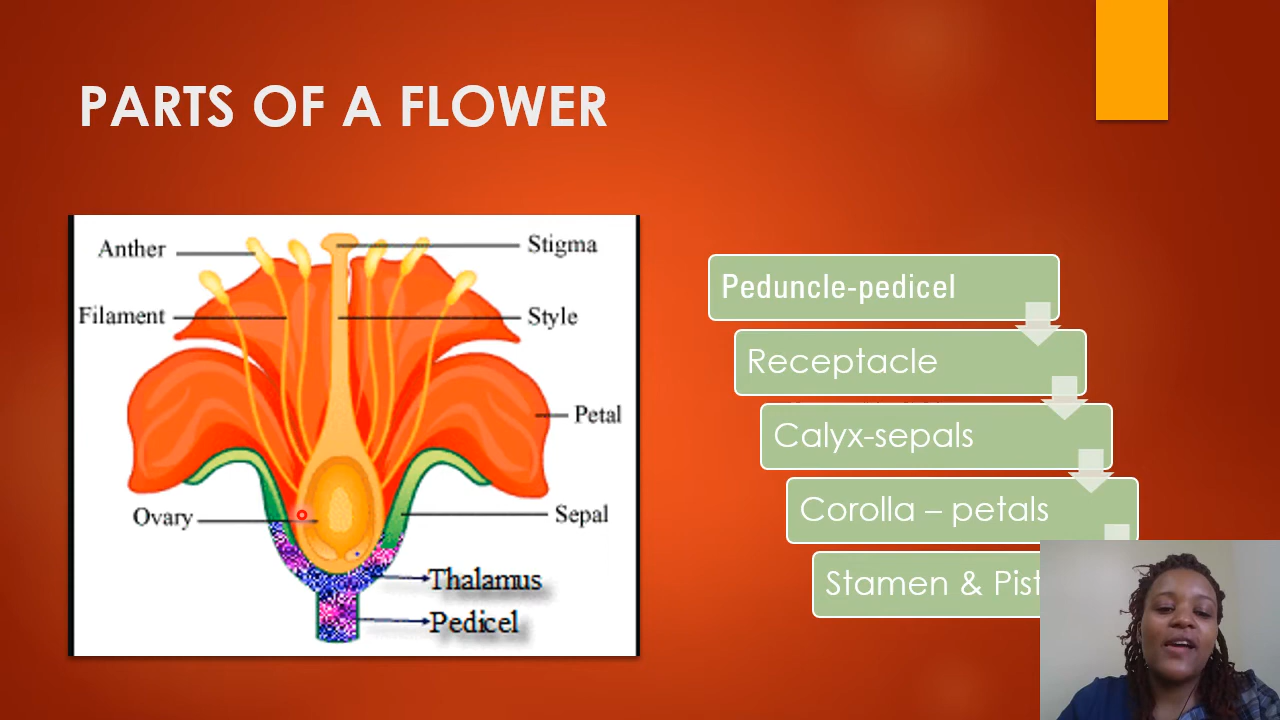 PARTS OF A FLOWER
Anther
Stigma
Filament
Style
Petal
Ovary
Sepal
Thalamus
Pedicel
Peduncle-pedicel
Receptacle
Calyx-sepals
Corolla – petals
Stamen &